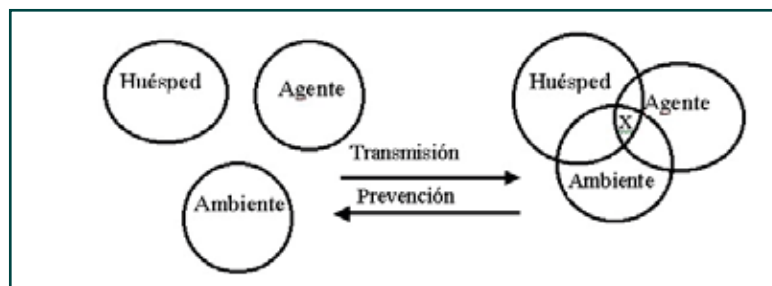 Huésped
Agente
Ambiente
Transmisión
Prevención
Huésped
Agente
X
Ambiente